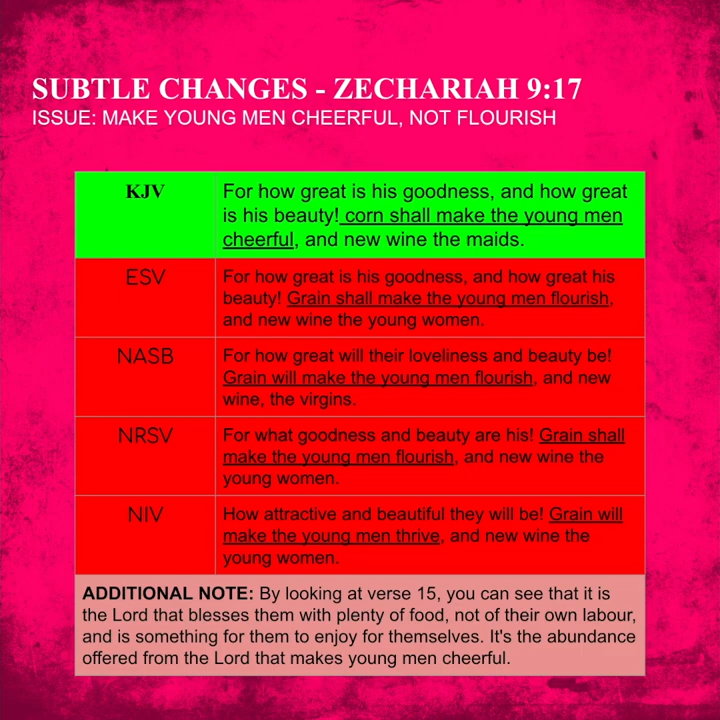 SUBTLE CHANGES - ZECHARIAH 9:17
ISSUE: MAKE YOUNG MEN CHEERFUL, NOT FLOURISH
KJV
For how great is his goodness, and how great
is his beauty! corn shall make the young men
cheerful, and new wine the maids.
ESV
For how great is his goodness, and how great his
beauty! Grain shall make the young men flourish,
and new wine the young women.
NASB
For how great will their loveliness and beauty be!
Grain will make the young men flourish, and new
wine, the virgins.
NRSV
For what goodness and beauty are his! Grain shall
make the young men flourish, and new wine the
young women.
NIV
How attractive and beautiful they will be! Grain will
make the young men thrive, and new wine the
young women.
ADDITIONAL NOTE: By looking at verse 15, you can see that it is
the Lord that blesses them with plenty of food, not of their own labour,
and is something for them to enjoy for themselves. It's the abundance
offered from the Lord that makes young men cheerful.